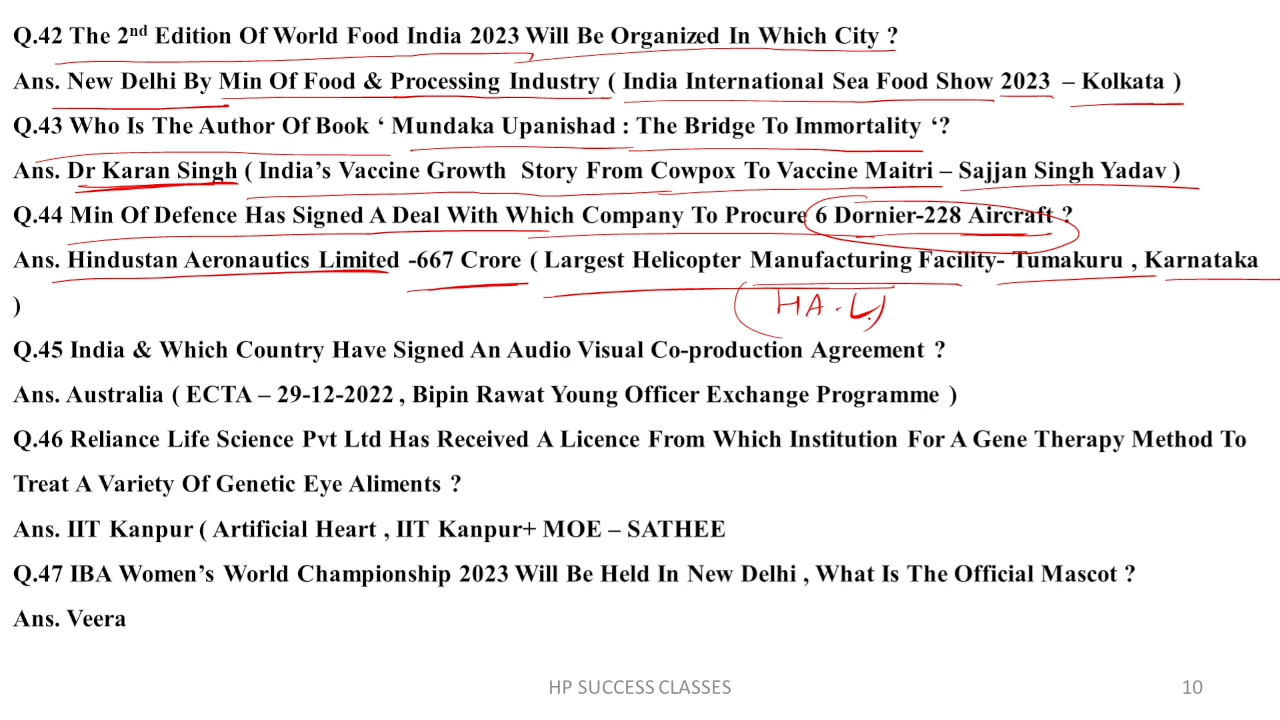 Q.42 The 2nd Edition Of World Food India 2023 Will Be Organized In Which City ?
Ans. New Delhi By Min Of Food & Processing Industry ( India International Sea Food Show 2023 – Kolkata )
Q.43 Who Is The Author Of Book ‘ Mundaka Upanishad : The Bridge To Immortality ‘?
Ans. Dr Karan Singh ( India’s Vaccine Growth Story From Cowpox To Vaccine Maitri – Sajjan Singh Yadav )
Q.44 Min Of Defence Has Signed A Deal With Which Company To Procure 6 Dornier-228 Aircraft ?
Ans. Hindustan Aeronautics Limited -667 Crore ( Largest Helicopter Manufacturing Facility- Tumakuru , Karnataka
)
HA.L)
Q.45 India & Which Country Have Signed An Audio Visual Co-production Agreement ?
Ans. Australia ( ECTA – 29-12-2022 , Bipin Rawat Young Officer Exchange Programme )
Q.46 Reliance Life Science Pvt Ltd Has Received A Licence From Which Institution For A Gene Therapy Method To
Treat A Variety Of Genetic Eye Aliments ?
Ans. IIT Kanpur ( Artificial Heart , IIT Kanpur+ MOE – SATHEE
Q.47 IBA Women’s World Championship 2023 Will Be Held In New Delhi , What Is The Official Mascot ?
Ans. Veera
HP SUCCESS CLASSES
10